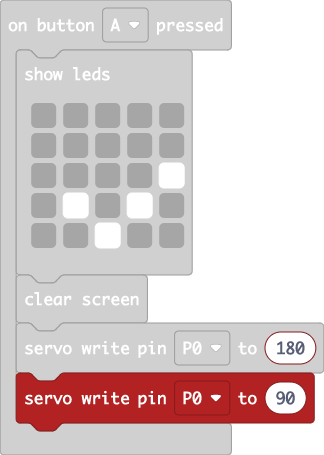 on button A pressed
show leds
clear screen
servo write pin P0 to 180
servo write pin P0 to 90